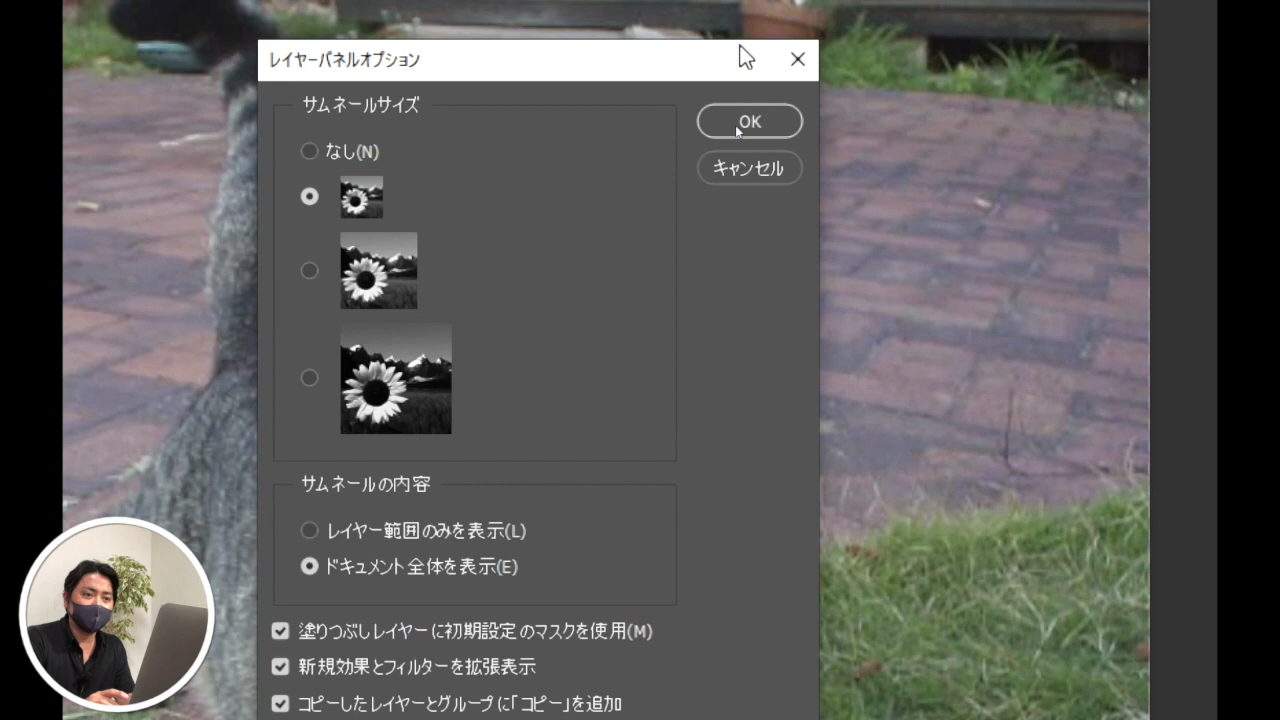 レイヤーパネルオプション
サムネールサイズ
OK
なし(N)
キャンセル
サムネールの内容
レイヤー範囲のみを表示(L)
ドキュメント全体を表示(E)
塗りつぶしレイヤーに初期設定のマスクを使用(M)
新規効果とフィルターを拡張表示
コピーしたレイヤーとグループに「コピー」を追加